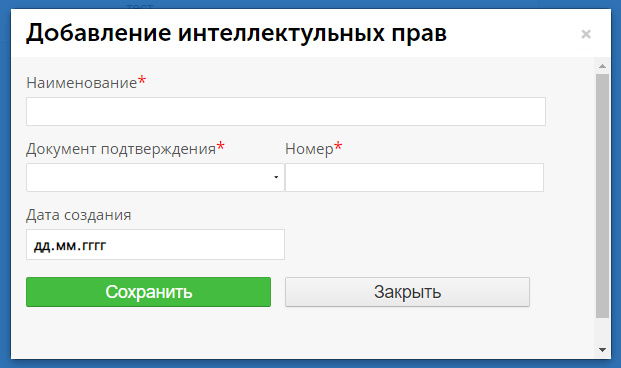 Добавление интеллектульных прав
×
Наименование*
Документ подтверждения* Номер*
Дата создания
дд.мм.гггг
Сохранить Закрыть